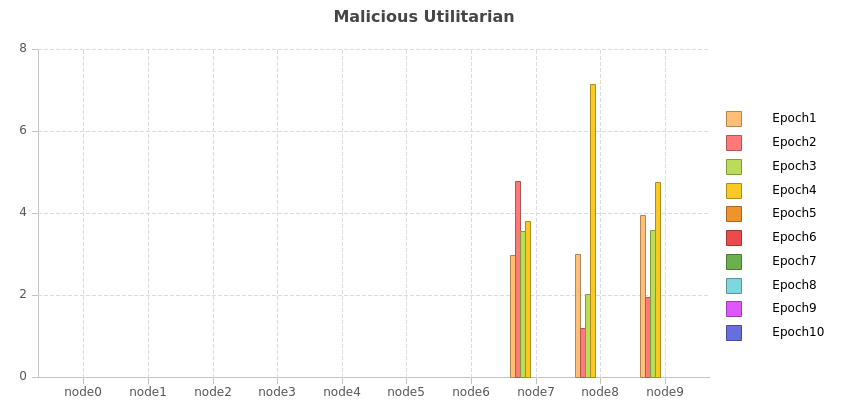 Malicious Utilitarian
8
6
4
2
0
node0 node1 node2 node3 node4 node5 node6 node7 node8 node9
Epoch1
Epoch2
Epoch3
Epoch4
Epoch5
Epoch6
Epoch7
Epoch8
Epoch9
Epoch10